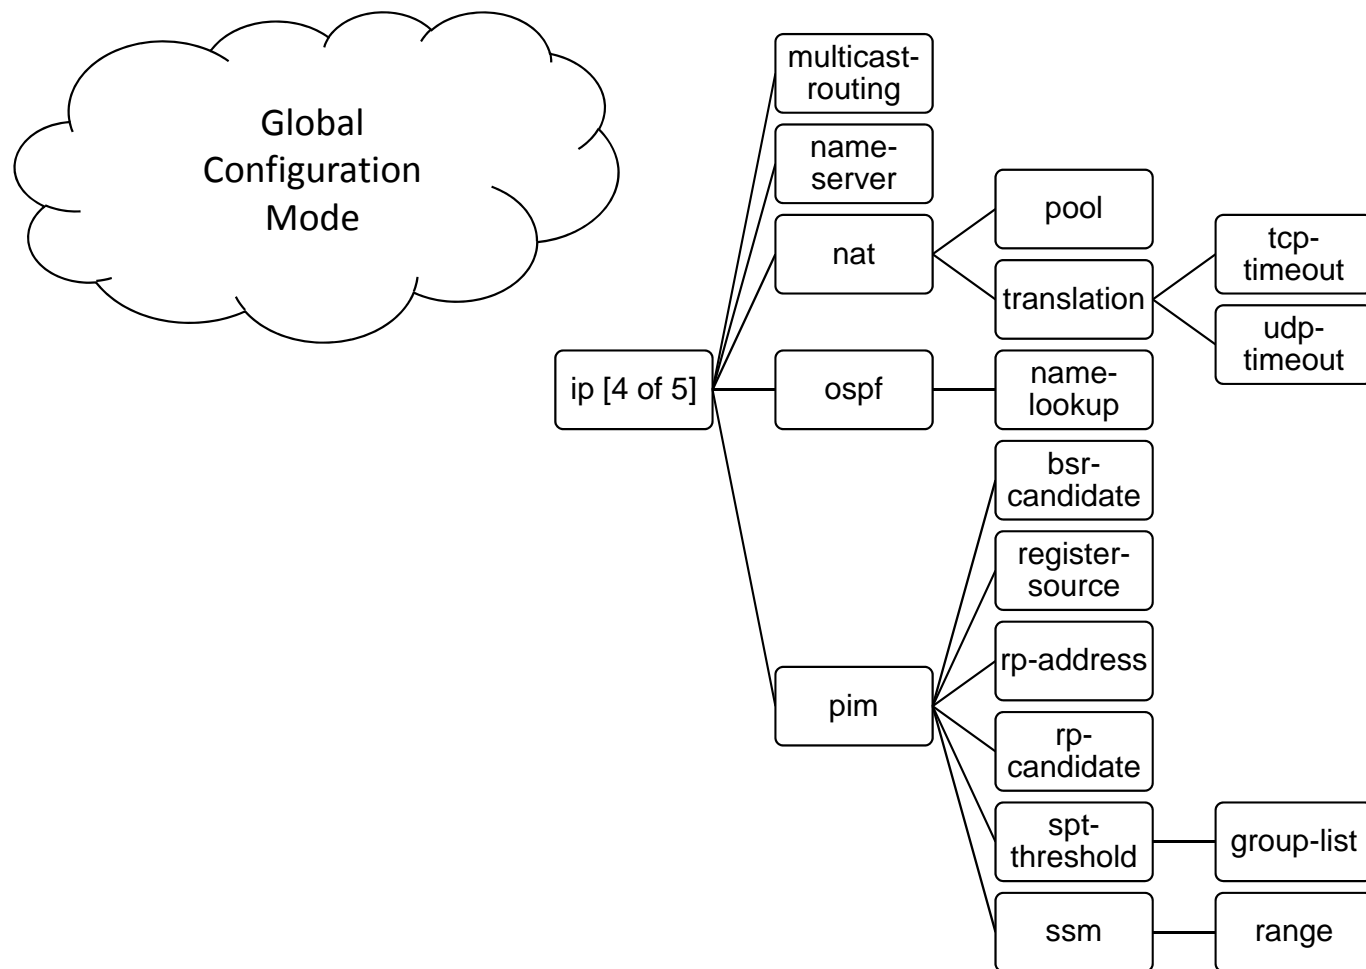 Global
Configuration
Mode
ip [4 of 5]
multicast-
routing
name-
server
nat
pool
translation
tcp-
timeout
udp-
timeout
ospf
name-
lookup
pim
bsr-
candidate
register-
source
rp-address
rp-
candidate
spt-
threshold
group-list
ssm
range